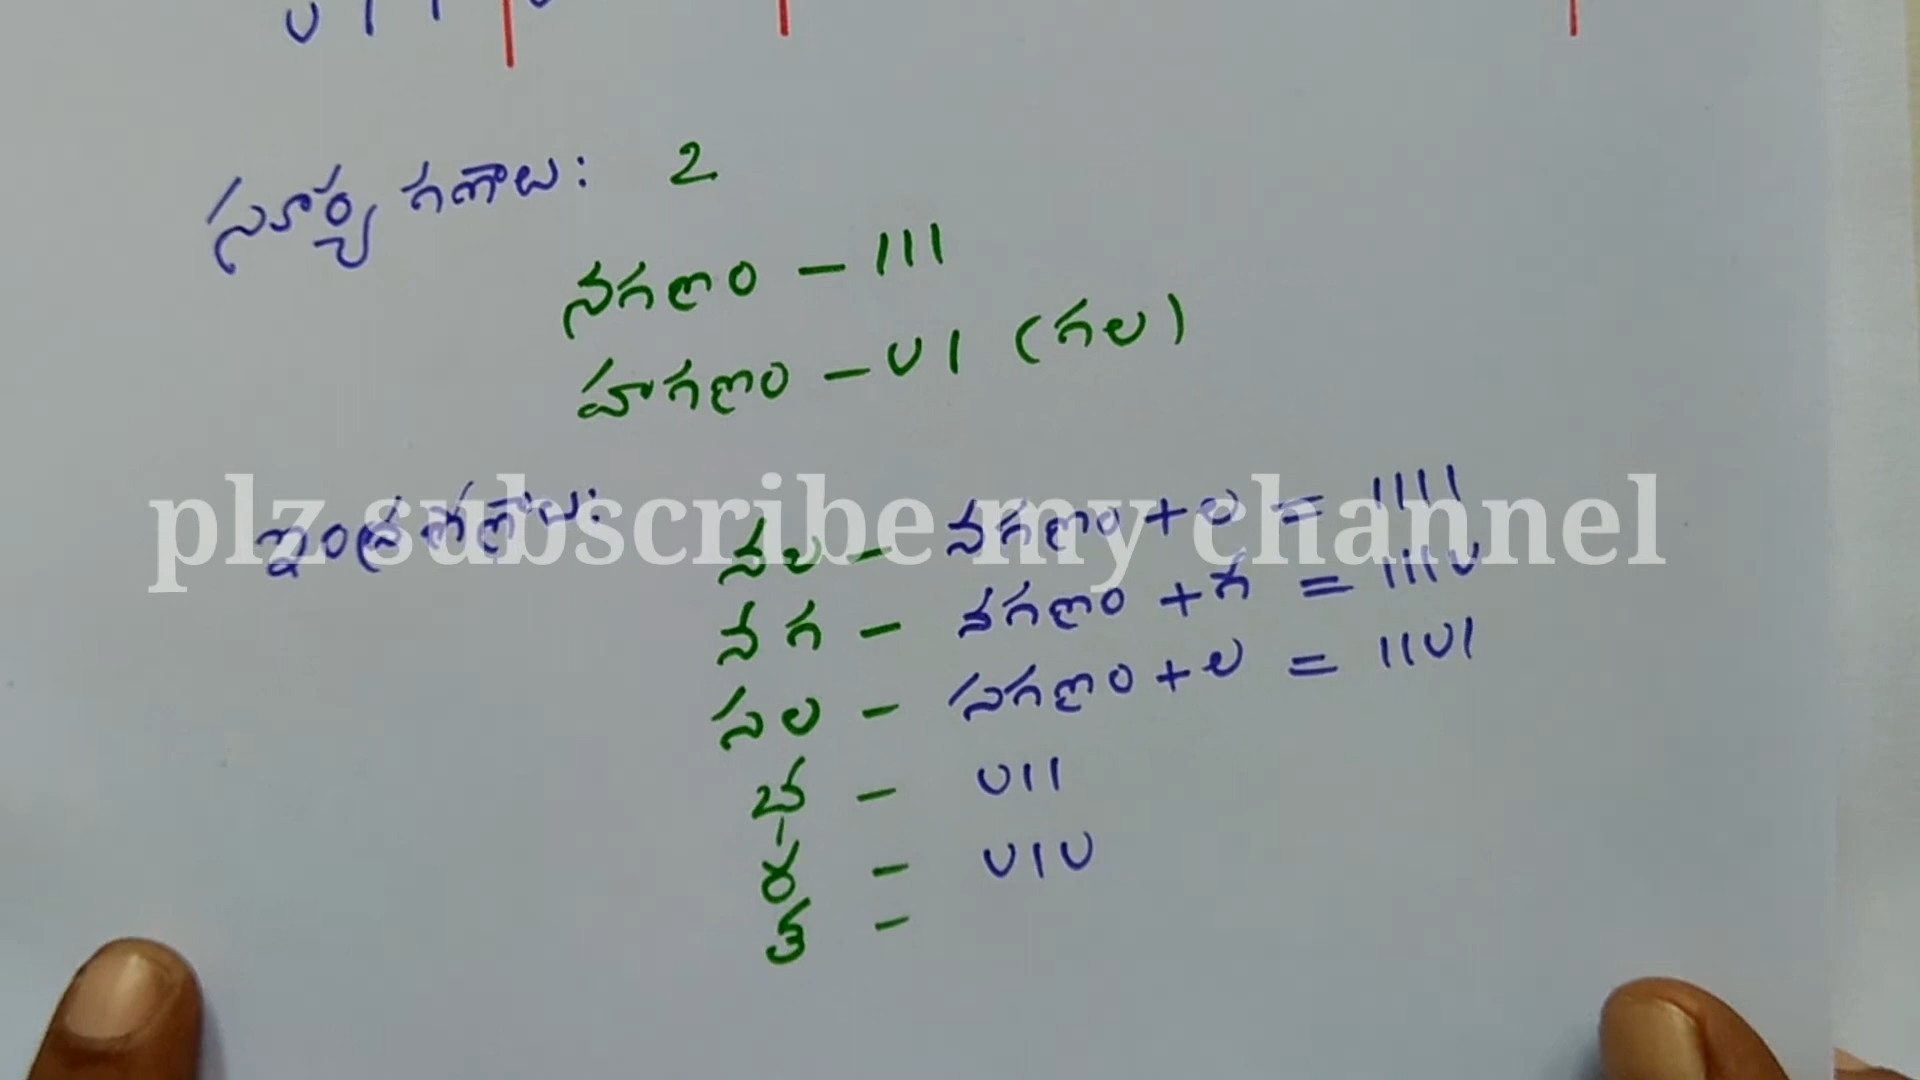 U I I
సూర్య గణాలు: 2
నగణం - III
హగణం - UI (గల)
ఇంద్రగణాలు:
నల - నగణం + ల = IIII
నగ - నగణం + గ = IIIU
సల - సగణం + ల = IIUI
భ - UII
ర - UIU
త -
plz subscribe my channel